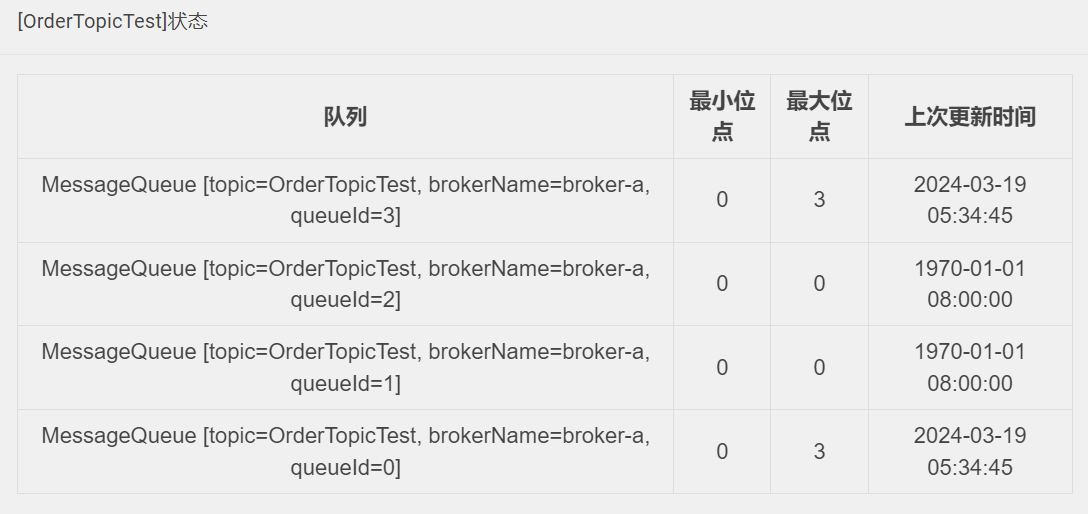 [OrderTopicTest]状态
队列
最小位
点
最大位
点
上次更新时间
MessageQueue [topic=OrderTopicTest, brokerName=broker-a,
queueId=3]
0
3
2024-03-19
05:34:45
MessageQueue [topic=OrderTopicTest, brokerName=broker-a,
queueId=2]
0
0
1970-01-01
08:00:00
MessageQueue [topic=OrderTopicTest, brokerName=broker-a,
queueId=1]
0
0
1970-01-01
08:00:00
MessageQueue [topic=OrderTopicTest, brokerName=broker-a,
queueId=0]
0
3
2024-03-19
05:34:45